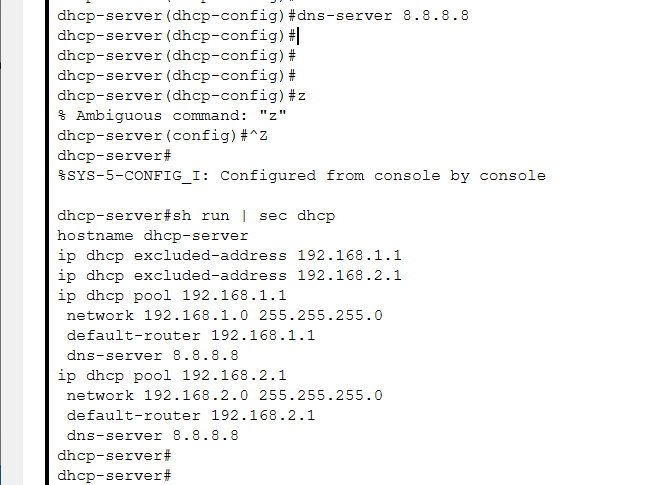 dhcp-server(dhcp-config)#dns-server 8.8.8.8
dhcp-server(dhcp-config)#
dhcp-server(dhcp-config)#
dhcp-server(dhcp-config)#
dhcp-server(dhcp-config)#z
% Ambiguous command: "z"
dhcp-server(config)#^Z
dhcp-server#
%SYS-5-CONFIG_I: Configured from console by console

dhcp-server#sh run | sec dhcp
hostname dhcp-server
ip dhcp excluded-address 192.168.1.1
ip dhcp excluded-address 192.168.2.1
ip dhcp pool 192.168.1.1
 network 192.168.1.0 255.255.255.0
 default-router 192.168.1.1
 dns-server 8.8.8.8
ip dhcp pool 192.168.2.1
 network 192.168.2.0 255.255.255.0
 default-router 192.168.2.1
 dns-server 8.8.8.8
dhcp-server#
dhcp-server#